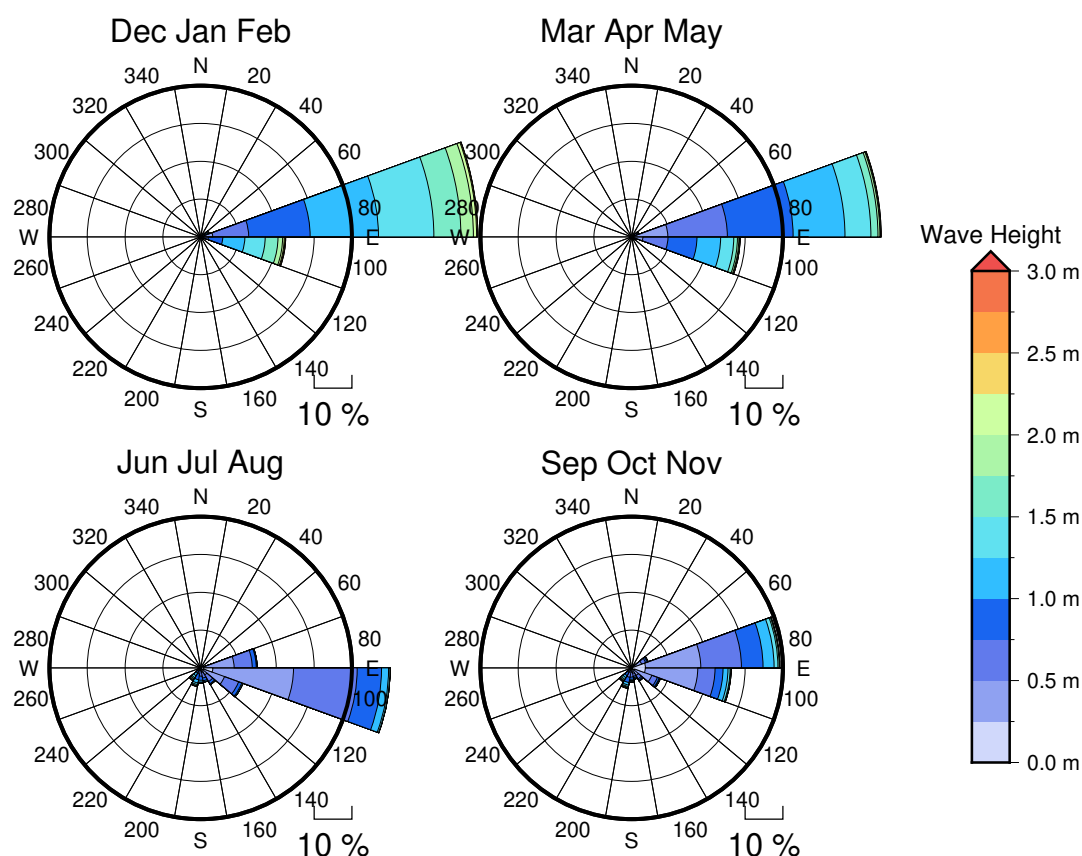 Dec Jan Feb
N
20
40
60
80
E
100
120
140
160
S
200
220
240
260
W
280
300
320
340
10 %
Mar Apr May
N
20
40
60
80
E
100
120
140
160
S
200
220
240
260
W
280
300
320
340
10 %
Jun Jul Aug
N
20
40
60
80
E
100
120
140
160
S
200
220
240
260
W
280
300
320
340
10 %
Sep Oct Nov
N
20
40
60
80
E
100
120
140
160
S
200
220
240
260
W
280
300
320
340
10 %
Wave Height
3.0 m
2.5 m
2.0 m
1.5 m
1.0 m
0.5 m
0.0 m